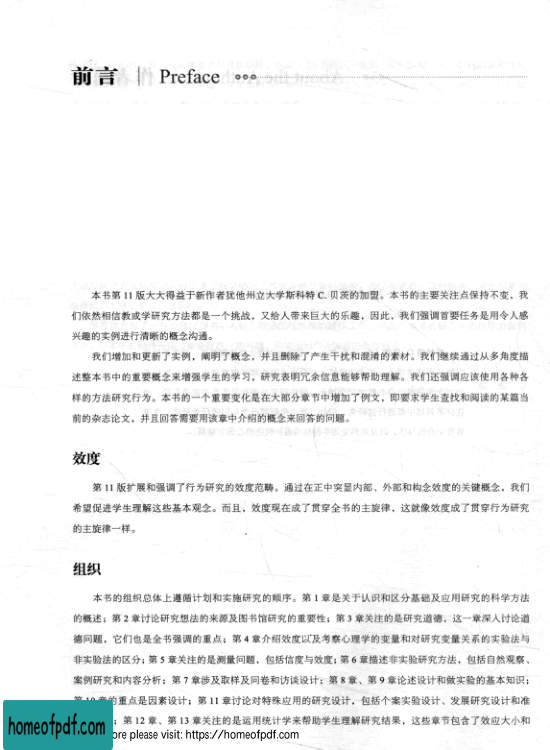 前言 | Preface
本书第 11 版大大得益于新作者犹他州立大学斯科特 C. 贝茨的加盟。本书的主要关注点保持不变，我
们依然相信教或学研究方法都是一个挑战，又给人带来巨大的乐趣，因此，我们强调首要任务是用令人感
兴趣的实例进行清晰的概念沟通。
我们增加和更新了实例，阐明了概念，并且删除了产生干扰和混淆的素材。我们继续通过从多角度描
述整本书中的重要概念来增强学生的学习，研究表明冗余信息能够帮助理解。我们还强调应该使用各种各
样的方法研究行为。本书的一个重要变化是在大部分章节中增加了例文，即要求学生查找和阅读的某篇当
前的杂志论文，并且回答需要用该章中介绍的概念来回答的问题。
效度
第 11 版扩展和强调了行为研究的效度范畴。通过在正中突显内部、外部和构念效度的关键概念，我们
希望促进学生理解这些基本观念。而且，效度现在成了贯穿全书的主旋律，这就像效度成了贯穿行为研究
的主旋律一样。
组织
本书的组织总体上遵循计划和实施研究的顺序。第 1 章是关于认识和区分基础及应用研究的科学方法
的概述；第 2 章讨论研究想法的来源及图书馆研究的重要性；第 3 章关注的是研究道德，这一章深入讨论道
德问题，它们也是全书强调的重点；第 4 章介绍效度以及考察心理学的变量和对研究变量关系的实验法与
非实验法的区分；第 5 章关注的是测量问题，包括信度与效度；第 6 章描述非实验研究方法，包括自然观察、
案例研究和内容分析；第 7 章涉及取样及问卷和访谈设计；第 8 章、第 9 章论述设计和做实验的基本知识；
章的重点是因素设计；第 11 章讨论对特殊应用的研究设计，包括个案实验设计、发展研究设计和准
；第 12 章、第 13 章关注的是运用统计学来帮助学生理解研究结果，这些章节包含了效应大小和
homeofpdf.com
ore please visit: https://homeofpdf.com